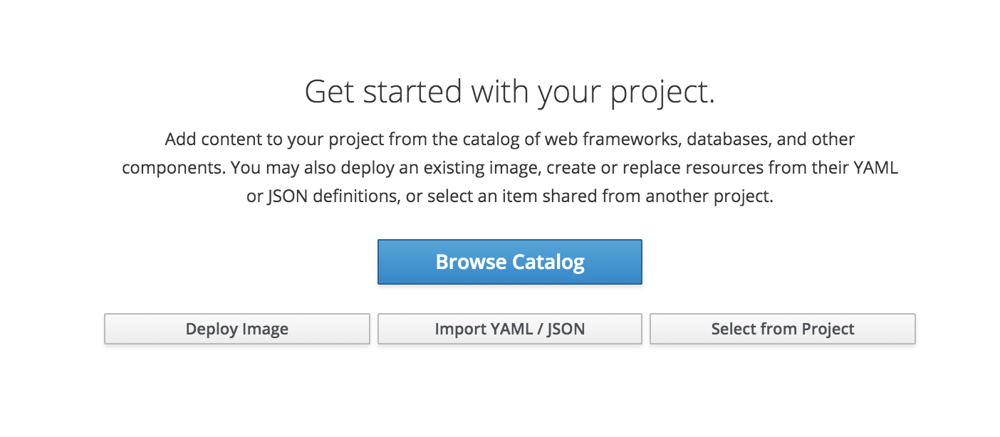 Get started with your project.
Add content to your project from the catalog of web frameworks, databases, and other
components. You may also deploy an existing image, create or replace resources from their YAML
or JSON definitions, or select an item shared from another project.
Browse Catalog
Deploy Image
Import YAML / JSON
Select from Project